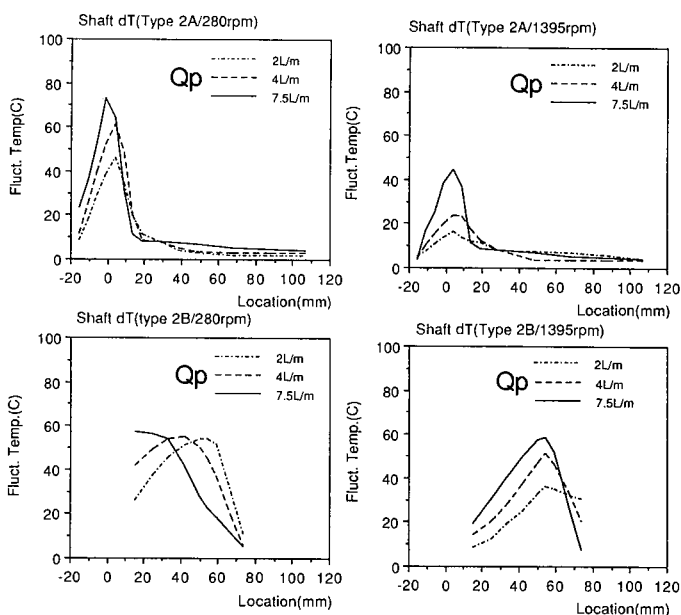 Shaft dT(Type 2A/280rpm)
100
80
60
40
20
0
Fluct. Temp(C)
Qp
2L/m
4L/m
7.5L/m
-20 0 20 40 60 80 100 120
Location(mm)
Shaft dT(Type 2A/1395rpm)
100
80
60
40
20
0
Fluct. Temp(C)
Qp
2L/m
4L/m
7.5L/m
-20 0 20 40 60 80 100 120
Location(mm)
Shaft dT(type 2B/280rpm)
100
80
60
40
20
0
Fluct. Temp.(C)
Qp
2L/m
4L/m
7.5L/m
-20 0 20 40 60 80 100 120
Location(mm)
Shaft dT(Type 2B/1395rpm)
100
80
60
40
20
0
Fluct. Temp.(C)
Qp
2L/m
4L/m
7.5L/m
-20 0 20 40 60 80 100 120
Location(mm)